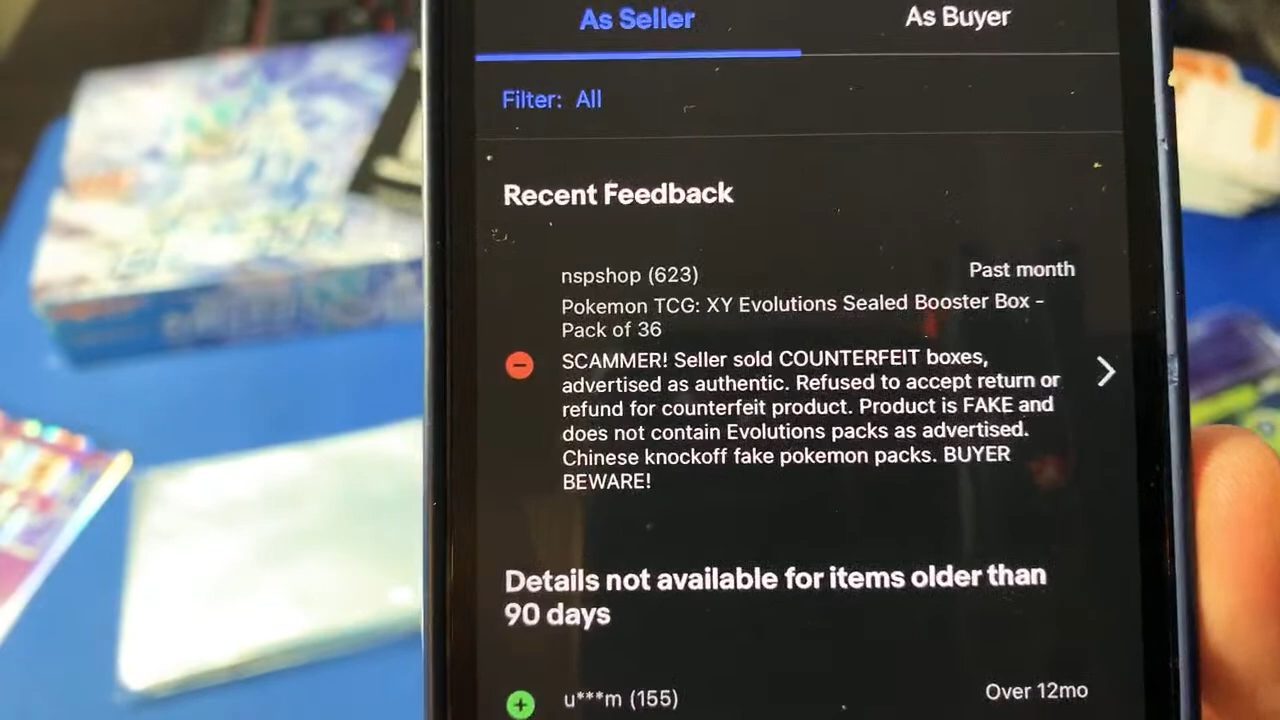 As Seller
As Buyer
Filter: All
Recent Feedback
nspshop (623)
Past month
Pokemon TCG: XY Evolutions Sealed Booster Box -
Pack of 36
SCAMMER! Seller sold COUNTERFEIT boxes,
advertised as authentic. Refused to accept return or
refund for counterfeit product. Product is FAKE and
does not contain Evolutions packs as advertised.
Chinese knockoff fake pokemon packs. BUYER
BEWARE!
Details not available for items older than
90 days
u***m (155)
Over 12mo